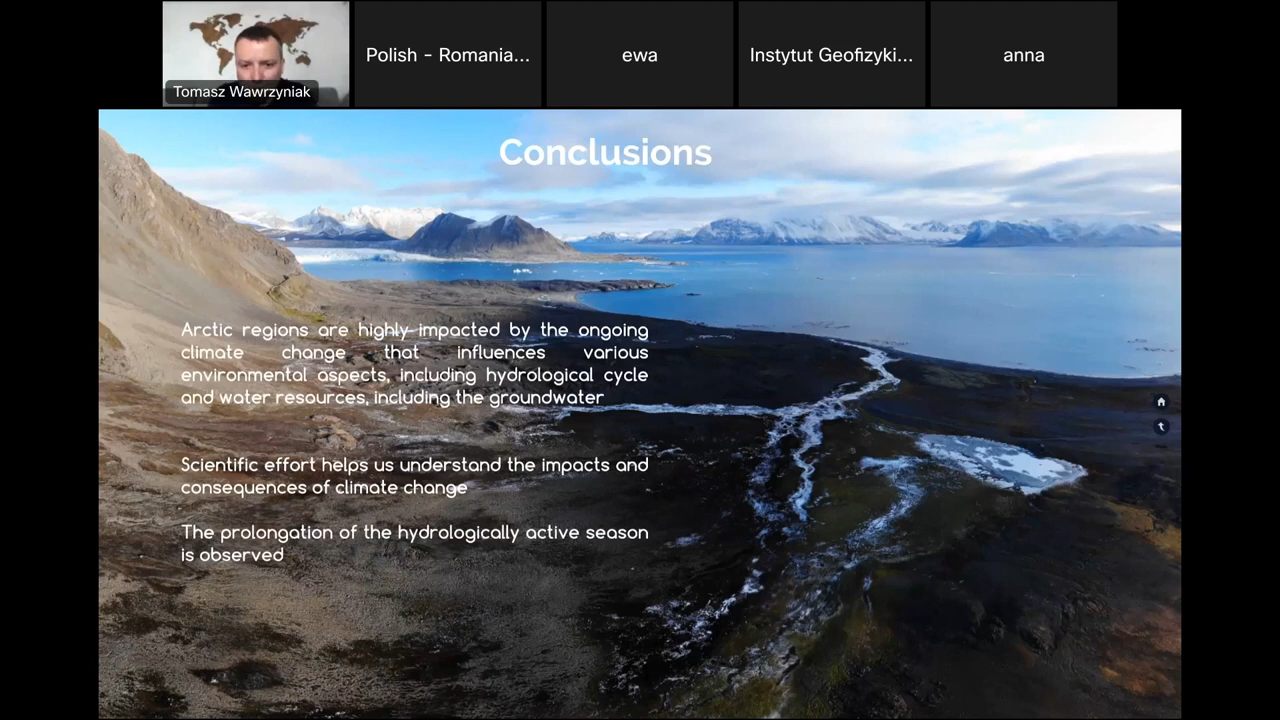 Polish - Romania...
ewa
Instytut Geofizyki...
anna
Tomasz Wawrzyniak
Conclusions
Arctic regions are highly impacted by the ongoing
climate change that influences various
environmental aspects, including hydrological cycle
and water resources, including the groundwater
Scientific effort helps us understand the impacts and
consequences of climate change
The prolongation of the hydrologically active season
is observed